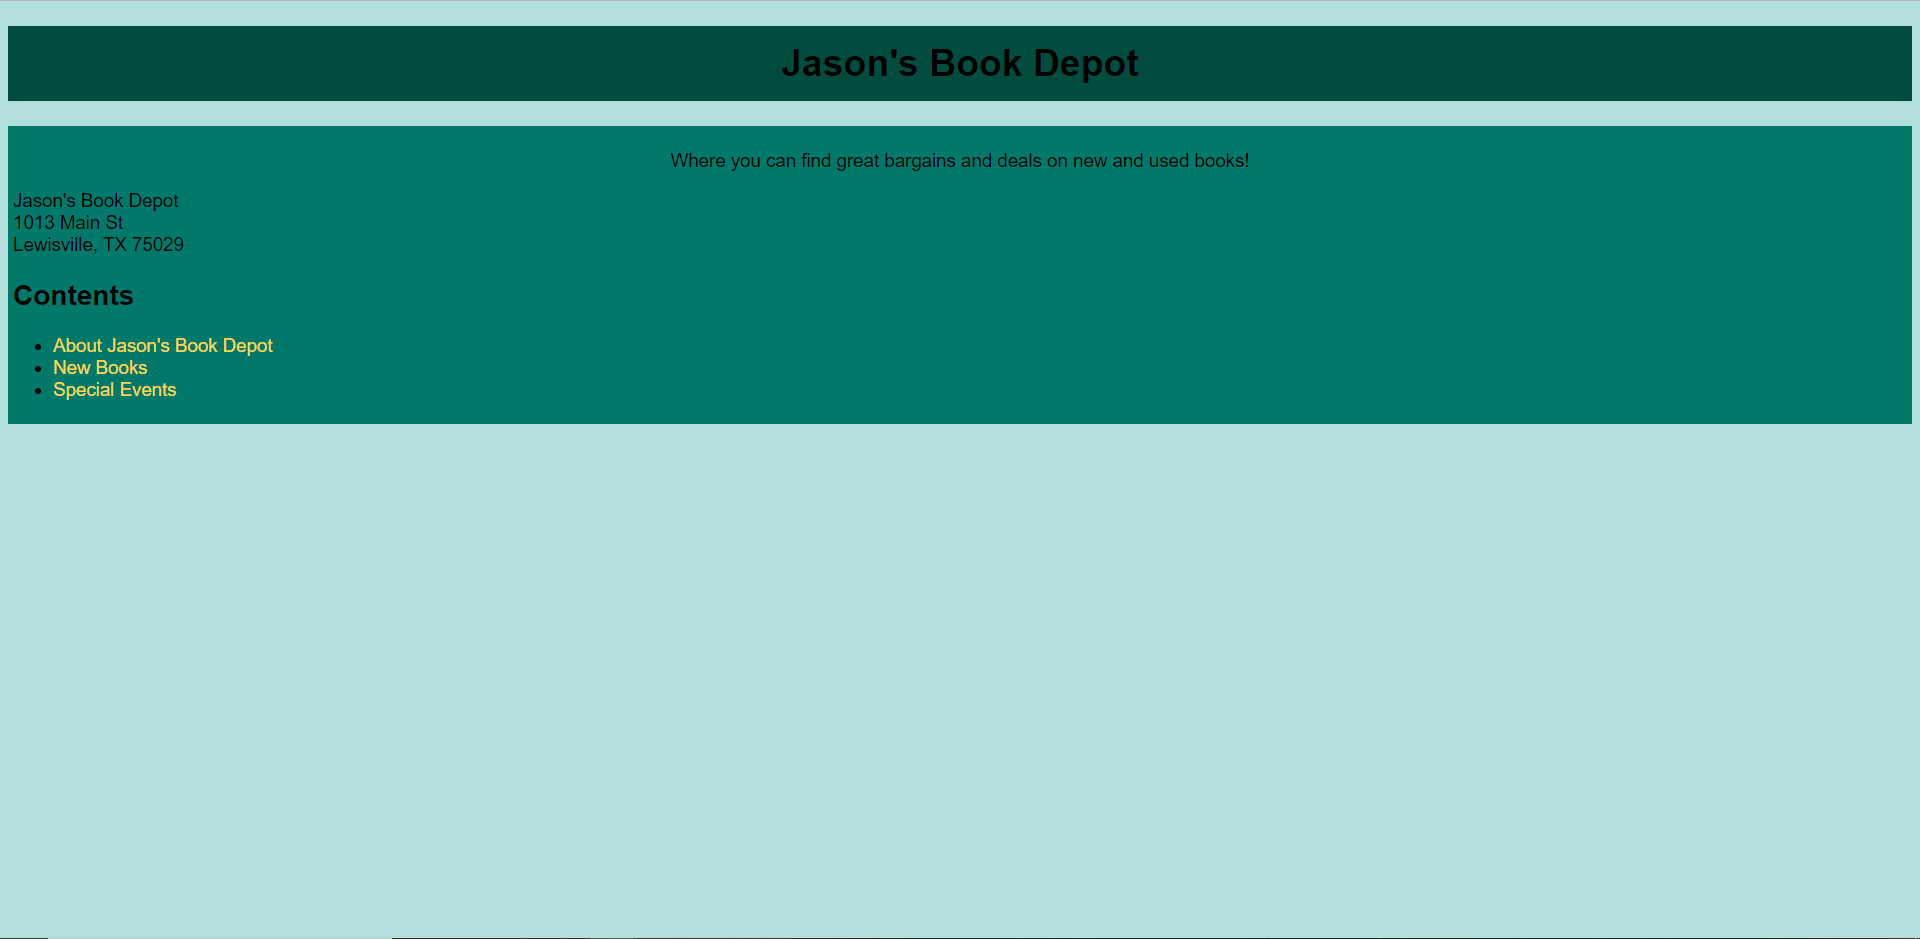 Jason's Book Depot
Where you can find great bargains and deals on new and used books!
Jason's Book Depot
1013 Main St
Lewisville, TX 75029
Contents
About Jason's Book Depot
New Books
Special Events